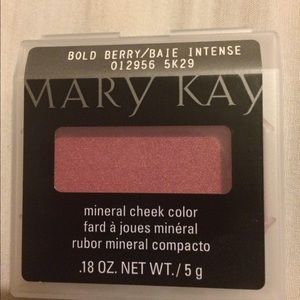 BOLD BERRY/BAIE INTENSE
012956 5K29
MARY KAY
mineral cheek color
fard à joues minéral
rubor mineral compacto
.18 OZ. NET WT./5 g